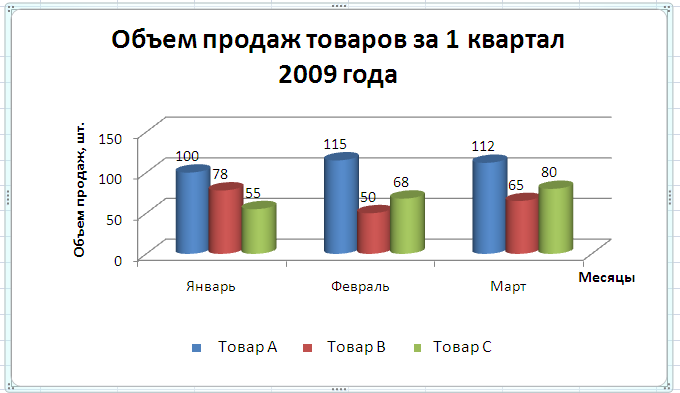 Объем продаж товаров за 1 квартал
2009 года
Объем продаж, шт.
150
100
50
0
100
78
55
115
50
68
112
65
80
Январь
Февраль
Март
Месяцы
Товар A
Товар B
Товар C